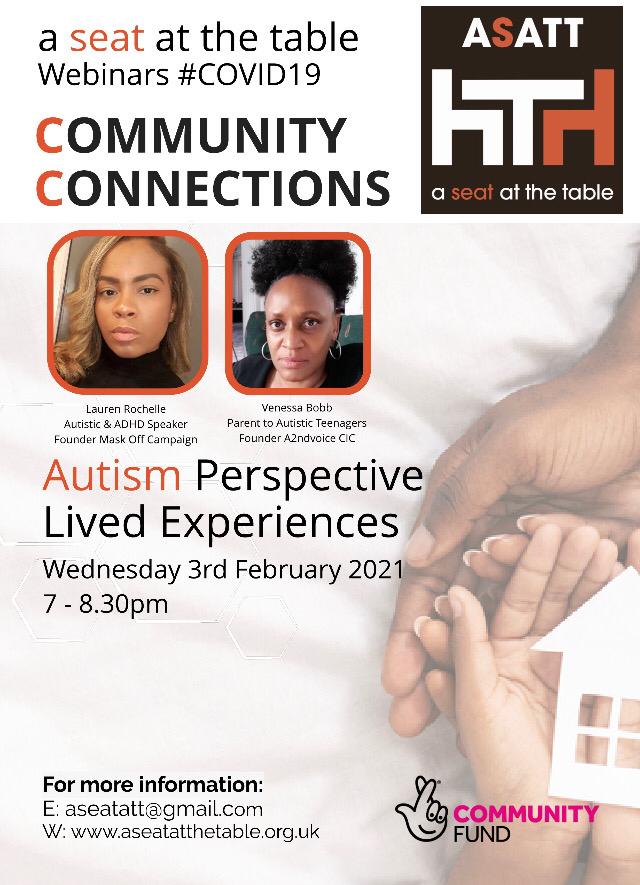 a seat at the table
Webinars #COVID19
COMMUNITY
CONNECTIONS
ASATT
hTH
a seat at the table
Lauren Rochelle
Autistic & ADHD Speaker
Founder Mask Off Campaign
Venessa Bobb
Parent to Autistic Teenagers
Founder A2ndvoice CIC
Autism Perspective
Lived Experiences
Wednesday 3rd February 2021
7 - 8.30pm
For more information:
E: aseatatt@gmail.com
W: www.aseatatthetable.org.uk
COMMUNITY
FUND